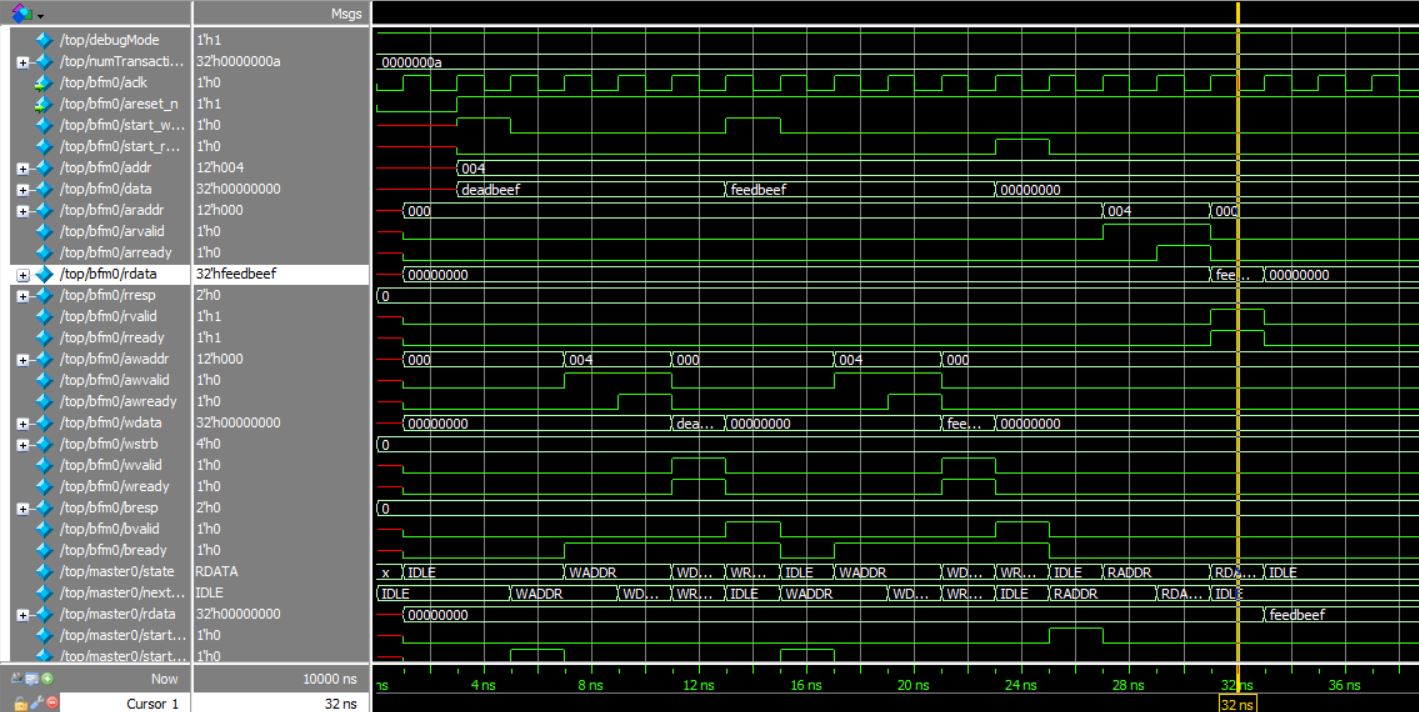 Msgs
/top/debugMode 1'h1
/top/numTransacti... 32'h0000000a 0000000a
/top/bfm0/aclk 1'h0
/top/bfm0/areset_n 1'h1
/top/bfm0/start_w... 1'h0
/top/bfm0/start_r... 1'h0
/top/bfm0/addr 12'h004 004
/top/bfm0/data 32'h00000000 deadbeef feedbeef 00000000
/top/bfm0/araddr 12'h000 000 004 000
/top/bfm0/arvalid 1'h0
/top/bfm0/arready 1'h0
/top/bfm0/rdata 32'hfeedbeef 00000000 fee... 00000000
/top/bfm0/rresp 2'h0 0
/top/bfm0/rvalid 1'h1
/top/bfm0/rready 1'h1
/top/bfm0/awaddr 12'h000 000 004 000 004 000
/top/bfm0/awvalid 1'h0
/top/bfm0/awready 1'h0
/top/bfm0/wdata 32'h00000000 00000000 dea... 00000000 fee... 00000000
/top/bfm0/wstrb 4'h0 0
/top/bfm0/wvalid 1'h0
/top/bfm0/wready 1'h0
/top/bfm0/bresp 2'h0 0
/top/bfm0/bvalid 1'h0
/top/bfm0/bready 1'h0
/top/master0/state RDATA x IDLE WADDR WD... WR... IDLE WADDR WD... WR... IDLE RADDR RDA... IDLE
/top/master0/next... IDLE IDLE WADDR WD... WR... IDLE WADDR WD... WR... IDLE RADDR RDA... IDLE
/top/master0/rdata 32'h00000000 00000000 feedbeef
/top/master0/start... 1'h0
/top/master0/start... 1'h0
Now 10000 ns ns 4 ns 8 ns 12 ns 16 ns 20 ns 24 ns 28 ns 32 ns 36 ns
Cursor 1 32 ns 32 ns